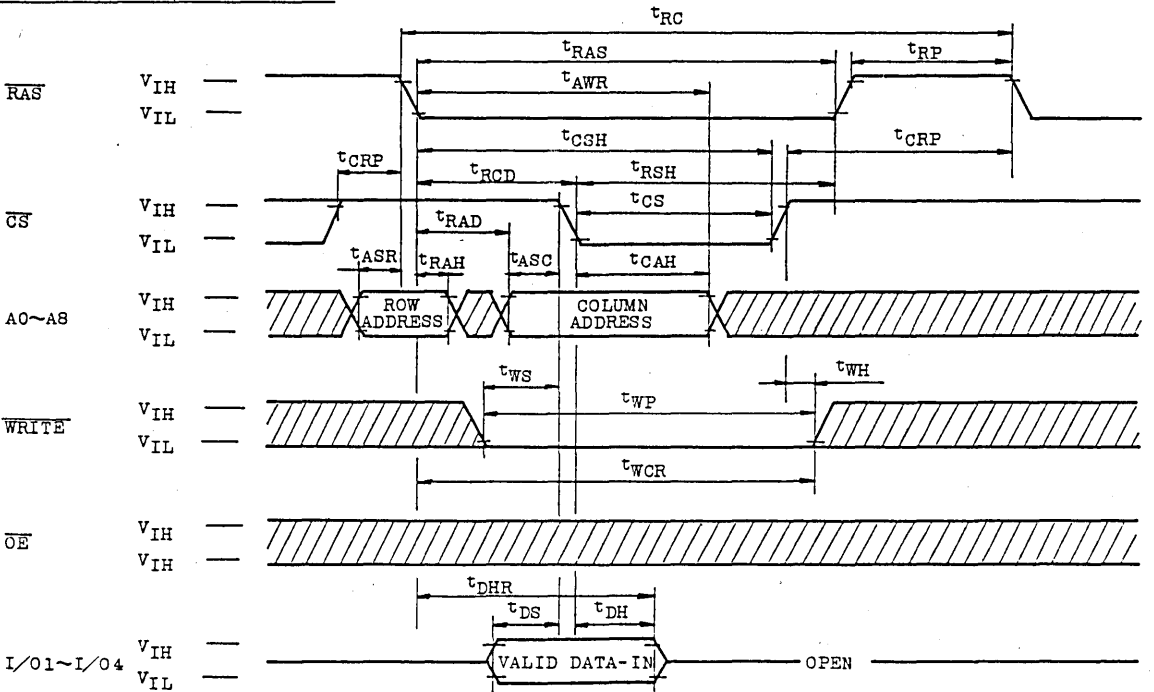 tRC
tRAS
tRP
RAS
VIH
VIL
tAWR
tCSH
tCRP
tCRP
tRCD
tRSH
CS
VIH
VIL
tCS
tRAD
tASR
tRAH
tASC
tCAH
A0~A8
VIH
VIL
ROW
ADDRESS
COLUMN
ADDRESS
tWS
tWH
tWP
WRITE
VIH
VIL
tWCR
OE
VIH
VIH
tDHR
tDS
tDH
I/O1~I/O4
VIH
VIL
VALID DATA-IN
OPEN